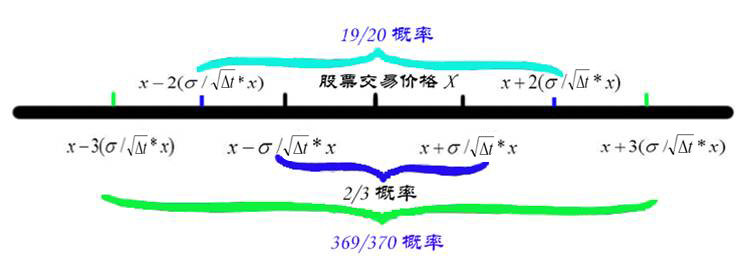 19/20 概率
x−2(σ/√Δt*x) 股票交易价格 X x+2(σ/√Δt*x)
x−3(σ/√Δt*x) x−σ/√Δt*x x+σ/√Δt*x x+3(σ/√Δt*x)
2/3 概率
369/370 概率